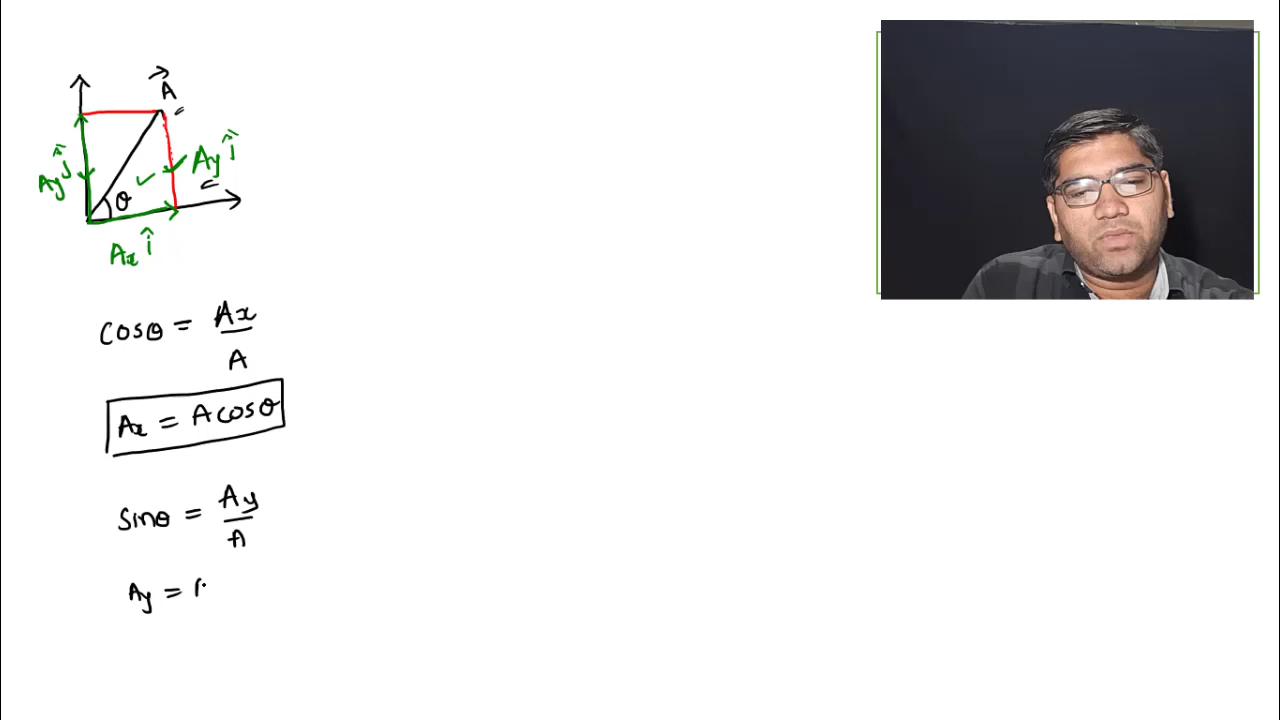 A⃗
Ay ĵ
Ay ĵ
θ
Ax î
cosθ = Ax / A
Ax = A cosθ
sinθ = Ay / A
Ay =